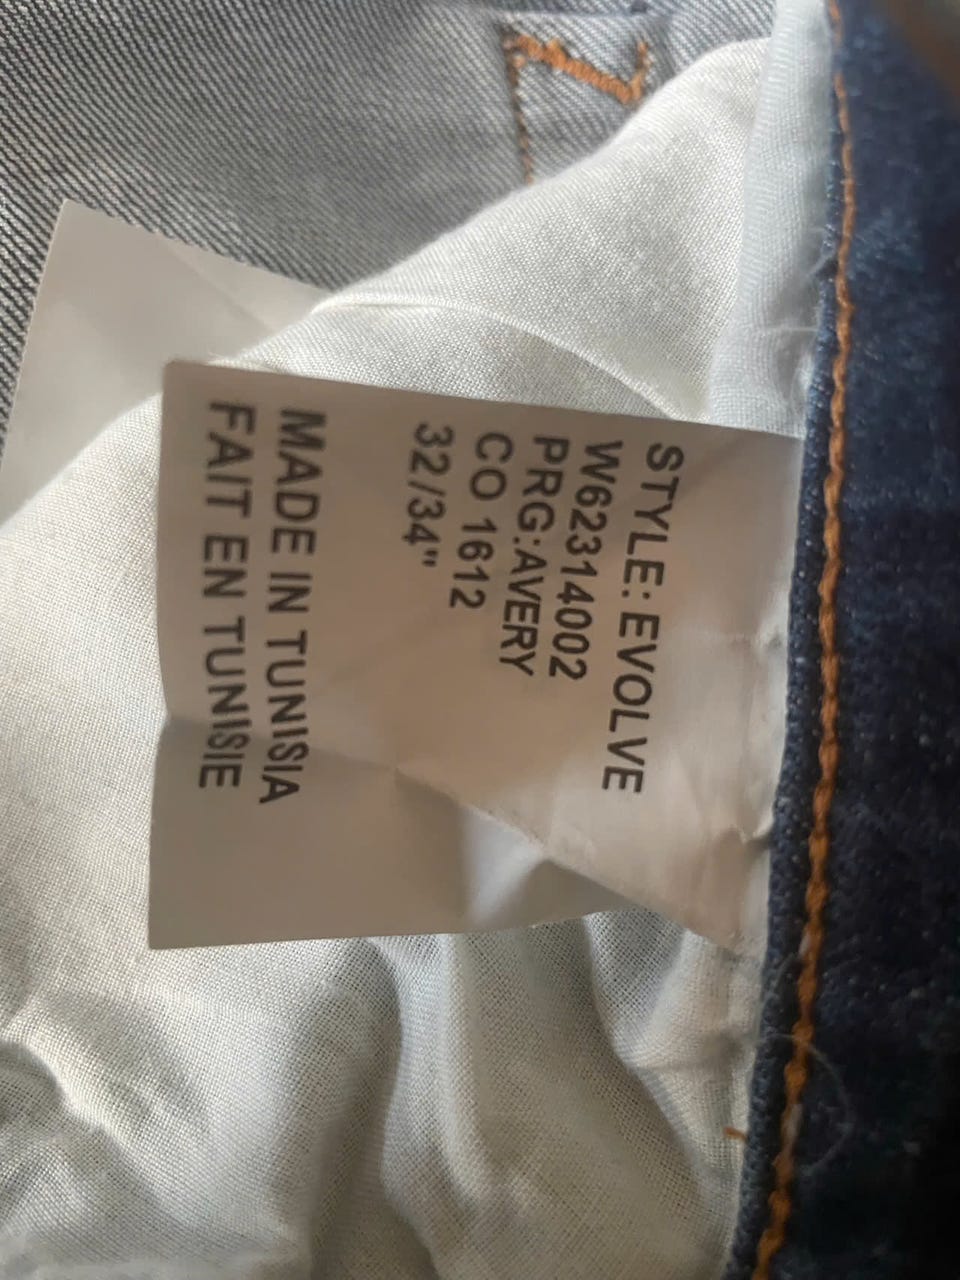 STYLE: EVOLVE
W62314002
PRG:AVERY
CO 1612
32/34"
MADE IN TUNISIA
FAIT EN TUNISIE